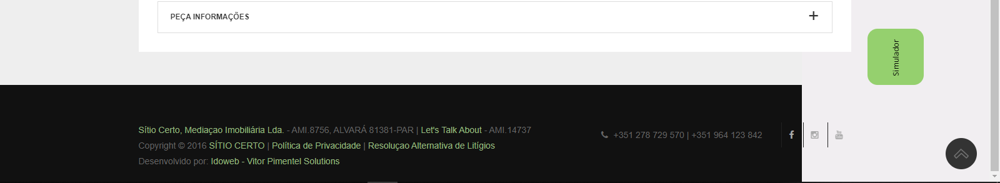 PEÇA INFORMAÇÕES
Simulador
Sítio Certo, Mediaçao Imobiliária Lda. - AMI.8756, ALVARÁ 81381-PAR | Let's Talk About - AMI.14737
Copyright © 2016 SÍTIO CERTO | Política de Privacidade | Resoluçao Alternativa de Litígios
Desenvolvido por: Idoweb - Vitor Pimentel Solutions
+351 278 729 570 | +351 964 123 842